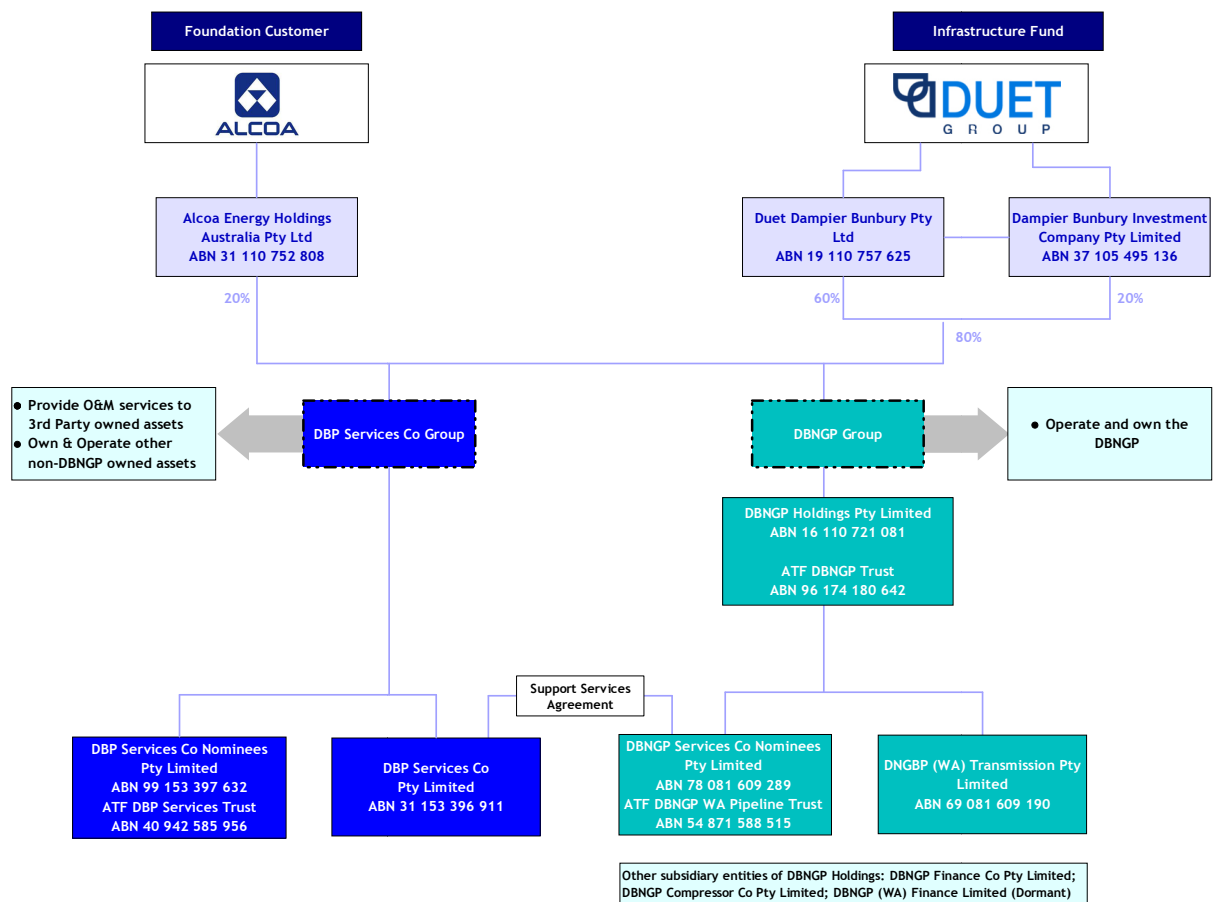 Foundation Customer
Infrastructure Fund
ALCOA
DUET
GROUP
Alcoa Energy Holdings
Australia Pty Ltd
ABN 31 110 752 808
Duet Dampier Bunbury Pty
Ltd
ABN 19 110 757 625
Dampier Bunbury Investment
Company Pty Limited
ABN 37 105 495 136
20%
60%
20%
80%
● Provide O&M services to
3rd Party owned assets
● Own & Operate other
non-DBNGP owned assets
DBP Services Co Group
DBNGP Group
● Operate and own the
DBNGP
DBNGP Holdings Pty Limited
ABN 16 110 721 081
ATF DBNGP Trust
ABN 96 174 180 642
Support Services
Agreement
DBP Services Co Nominees
Pty Limited
ABN 99 153 397 632
ATF DBP Services Trust
ABN 40 942 585 956
DBP Services Co
Pty Limited
ABN 31 153 396 911
DBNGP Services Co Nominees
Pty Limited
ABN 78 081 609 289
ATF DBNGP WA Pipeline Trust
ABN 54 871 588 515
DNGBP (WA) Transmission Pty
Limited
ABN 69 081 609 190
Other subsidiary entities of DBNGP Holdings: DBNGP Finance Co Pty Limited;
DBNGP Compressor Co Pty Limited; DBNGP (WA) Finance Limited (Dormant)